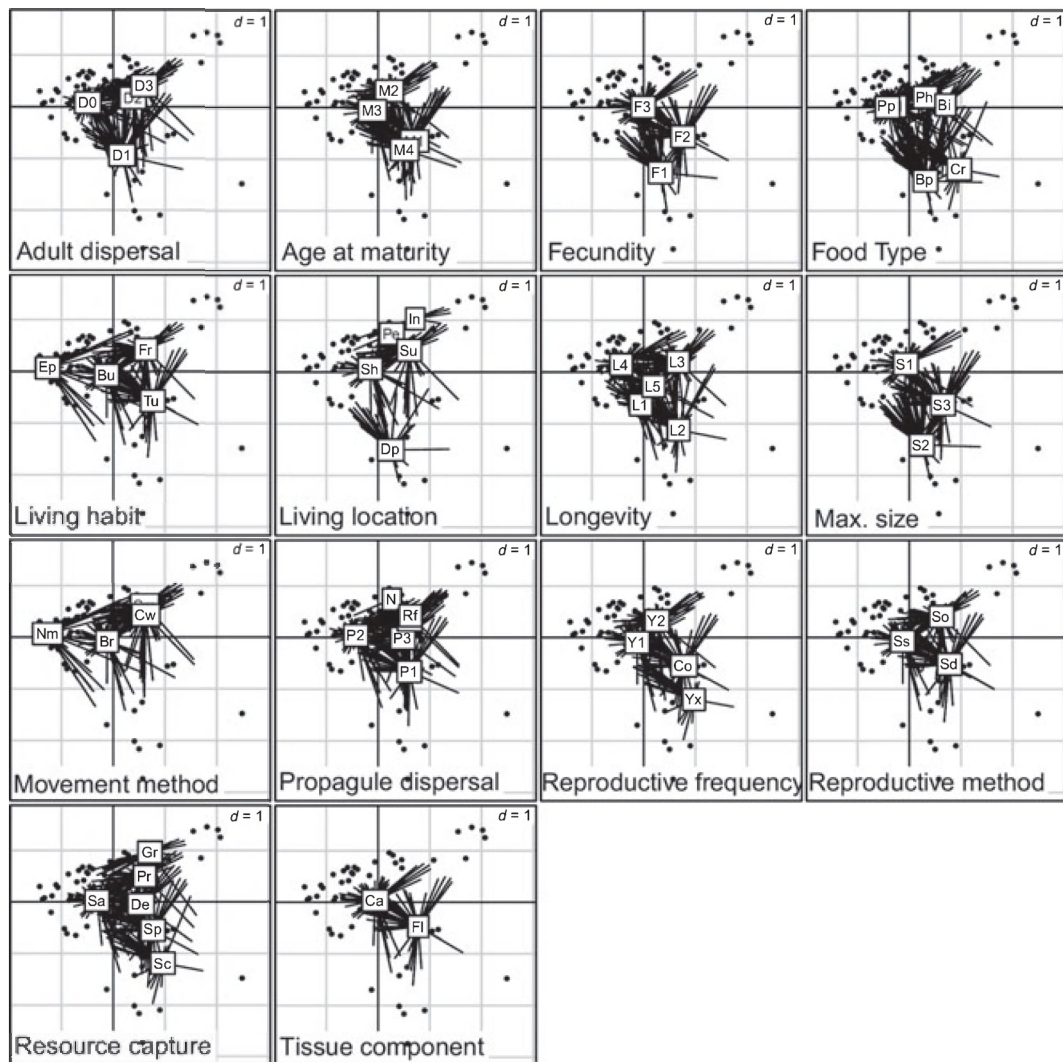 d = 1
D3
D2
D0
D1
Adult dispersal
d = 1
M2
M3
M4
Age at maturity
d = 1
F3
F2
F1
Fecundity
d = 1
Pp
Ph
Bi
Cr
Bp
Food Type
d = 1
Ep
Fr
Bu
Tu
Living habit
d = 1
In
Pe
Su
Sh
Dp
Living location
d = 1
L4
L3
L5
L1
L2
Longevity
d = 1
S1
S3
S2
Max. size
d = 1
Cw
Nm
Br
Movement method
d = 1
N
Rf
P2
P3
P1
Propagule dispersal
d = 1
Y2
Y1
Co
Yx
Reproductive frequency
d = 1
So
Ss
Sd
Reproductive method
d = 1
Gr
Pr
Sa
De
Sp
Sc
Resource capture
d = 1
Ca
Fl
Tissue component